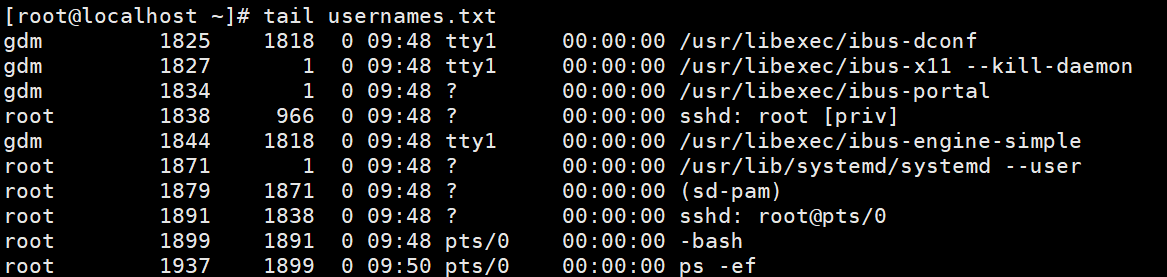 [root@localhost ~]# tail usernames.txt
gdm         1825    1818  0 09:48 tty1     00:00:00 /usr/libexec/ibus-dconf
gdm         1827       1  0 09:48 tty1     00:00:00 /usr/libexec/ibus-x11 --kill-daemon
gdm         1834       1  0 09:48 ?        00:00:00 /usr/libexec/ibus-portal
root        1838     966  0 09:48 ?        00:00:00 sshd: root [priv]
gdm         1844    1818  0 09:48 tty1     00:00:00 /usr/libexec/ibus-engine-simple
root        1871       1  0 09:48 ?        00:00:00 /usr/lib/systemd/systemd --user
root        1879    1871  0 09:48 ?        00:00:00 (sd-pam)
root        1891    1838  0 09:48 ?        00:00:00 sshd: root@pts/0
root        1899    1891  0 09:48 pts/0    00:00:00 -bash
root        1937    1899  0 09:50 pts/0    00:00:00 ps -ef